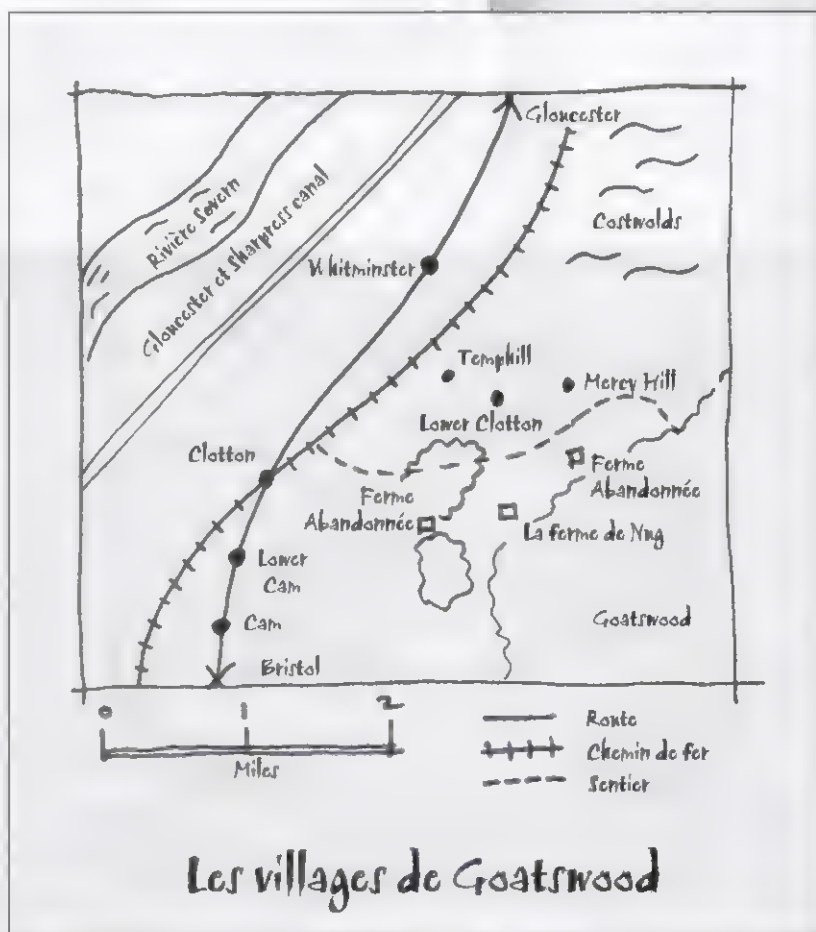 Gloucester
Rivière Severn
Gloucester et Sharpress canal
Costwolds
Whitminster
Temphill
Mercy Hill
Lower Clotton
Clotton
Ferme
Abandonnée
Ferme
Abandonnée
La ferme de Nug
Lower
Cam
Cam
Goatswood
Bristol
0 1 2
Miles
Route
Chemin de fer
Sentier
Les villages de Goatswood